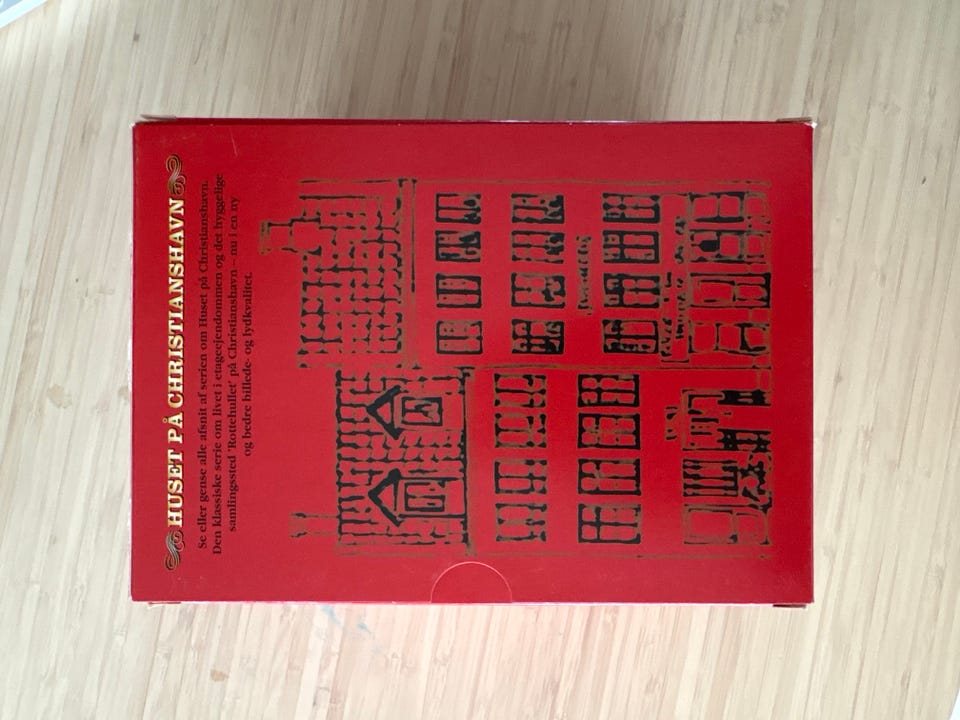 HUSET PÅ CHRISTIANSHAVN
Se eller gense alle afsnit af serien om Huset på Christianshavn.
Den klassiske serie om livet i etageejendommen og det hyggelige
samlingssted 'Rottehullet' på Christianshavn – nu i en ny
og bedre billede- og lydkvalitet.